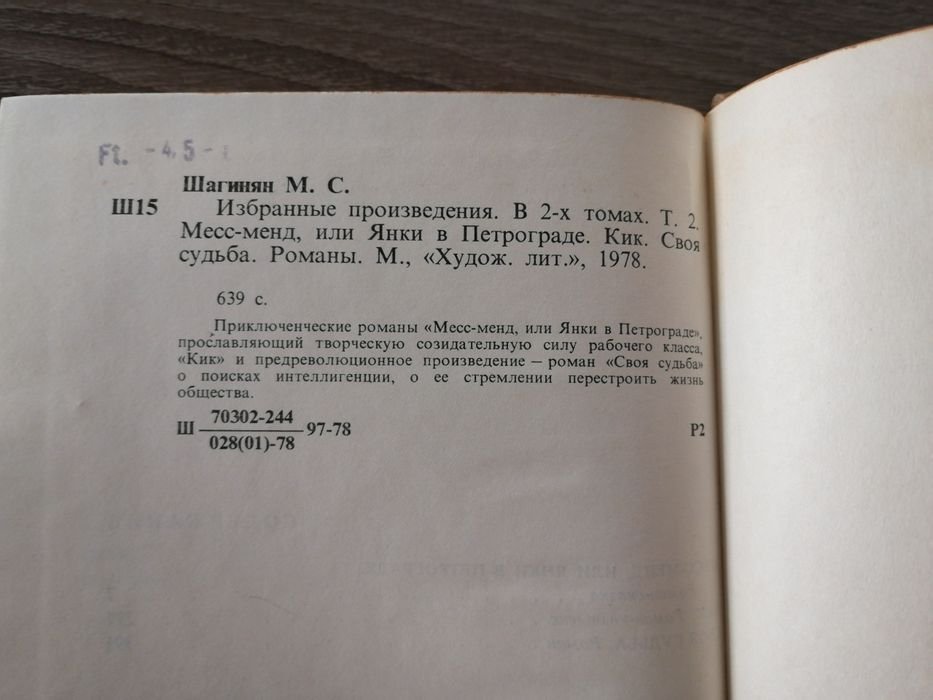 Ft. - 4,5 -
Шагинян М. С.
Ш15 Избранные произведения. В 2-х томах. Т. 2.
Месс-менд, или Янки в Петрограде. Кик. Своя
судьба. Романы. М., «Худож. лит.», 1978.
639 с.
Приключенческие романы «Месс-менд, или Янки в Петрограде»,
прославляющий творческую созидательную силу рабочего класса,
«Кик» и предреволюционное произведение — роман «Своя судьба»
о поисках интеллигенции, о ее стремлении перестроить жизнь
общества.
70302-244
Ш 97-78 Р2
028(01)-78